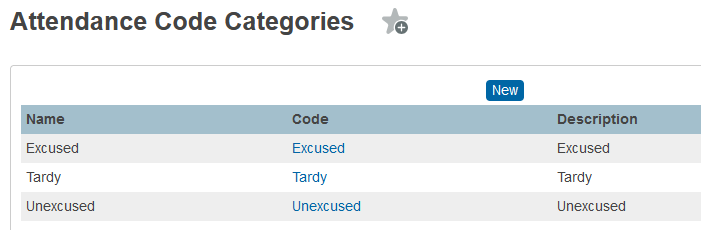 Attendance Code Categories
New
Name Code Description
Excused Excused Excused
Tardy Tardy Tardy
Unexcused Unexcused Unexcused